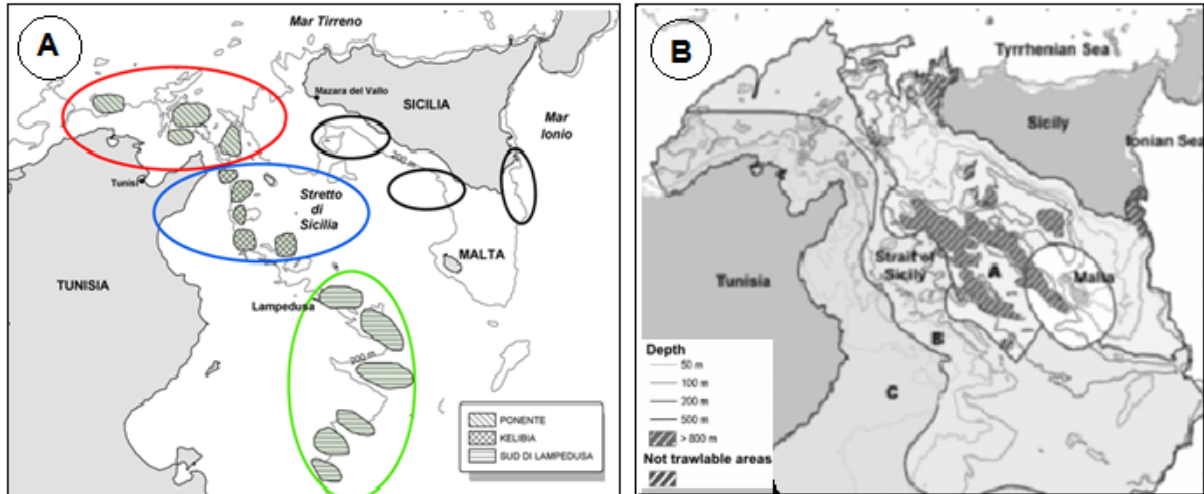 A
Mar Tirreno
Mazara del Vallo
SICILIA
Mar
Ionio
200 m
Tunisi
Stretto
di
Sicilia
MALTA
TUNISIA
Lampedusa
200 m
PONENTE
KELIBIA
SUD DI LAMPEDUSA
B
Tyrrhenian Sea
Sicily
Ionian Sea
Tunisia
Strait of
Sicily
A
Malta
B
C
Depth
50 m
100 m
200 m
500 m
> 800 m
Not trawlable areas